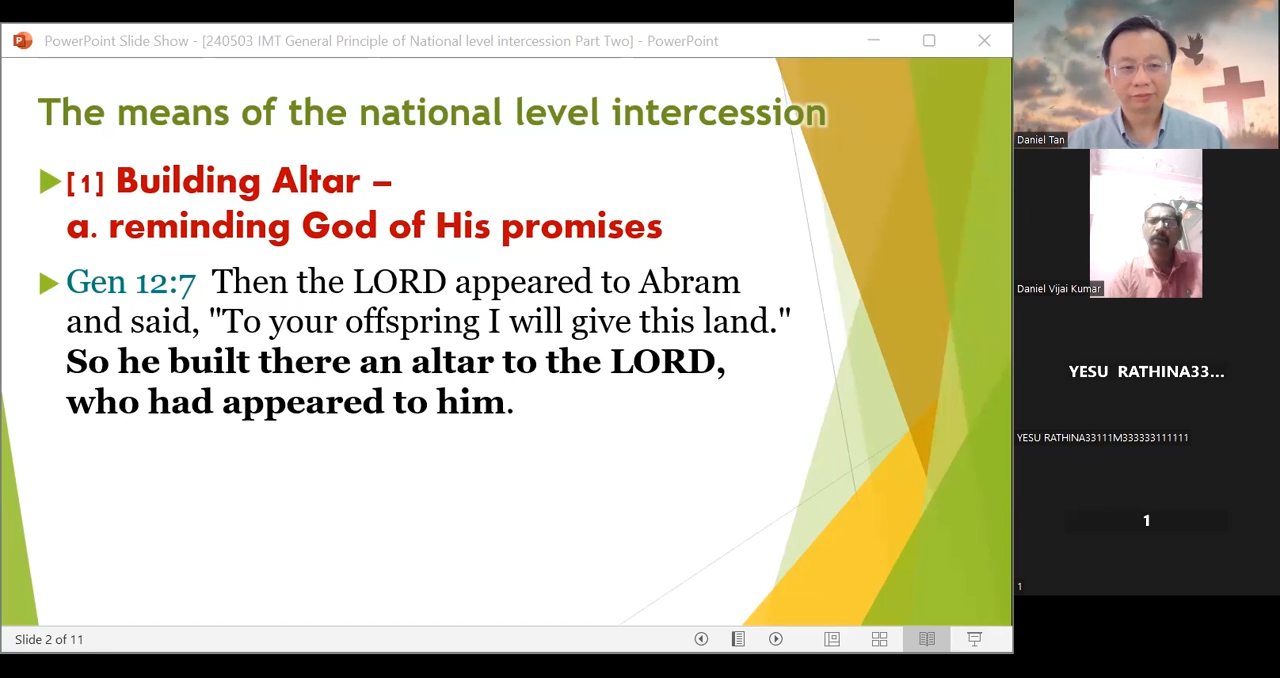 PowerPoint Slide Show - [240503 IMT General Principle of National level intercession Part Two] - PowerPoint
The means of the national level intercession
[1] Building Altar –
a. reminding God of His promises
Gen 12:7 Then the LORD appeared to Abram
and said, "To your offspring I will give this land."
So he built there an altar to the LORD,
who had appeared to him.
Slide 2 of 11
Daniel Tan
Daniel Vijai Kumar
YESU RATHINA33...
YESU RATHINA33111M333333111111
1
1